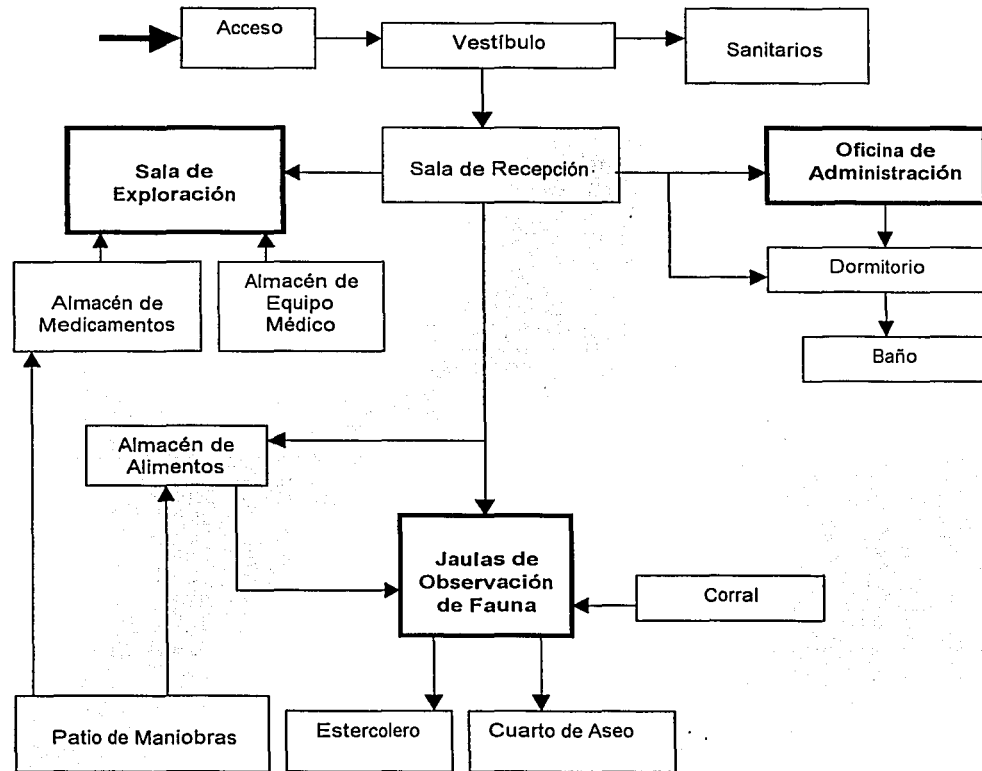 Acceso
Vestíbulo
Sanitarios
Sala de
Exploración
Sala de Recepción
Oficina de
Administración
Almacén de
Medicamentos
Almacén de
Equipo
Médico
Dormitorio
Baño
Almacén de
Alimentos
Jaulas de
Observación
de Fauna
Corral
Patio de Maniobras
Estercolero
Cuarto de Aseo